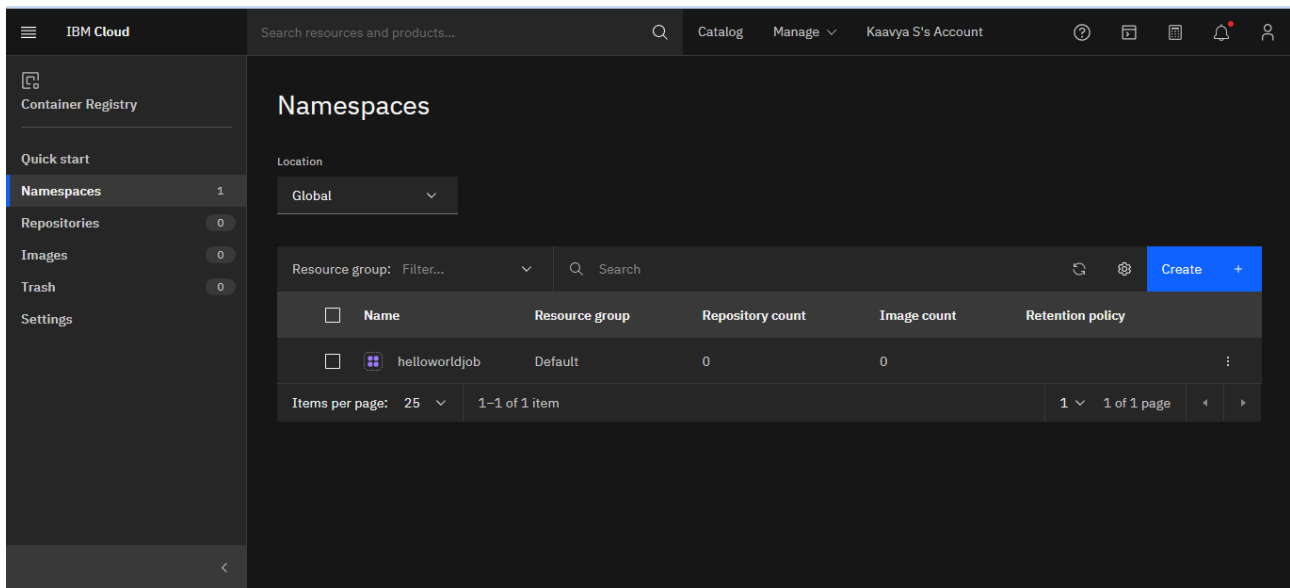 IBM Cloud
Search resources and products...
Catalog
Manage
Kaavya S's Account
Container Registry
Quick start
Namespaces 1
Repositories 0
Images 0
Trash 0
Settings
Namespaces
Location
Global
Resource group: Filter...
Search
Create +
Name Resource group Repository count Image count Retention policy
helloworldjob Default 0 0
Items per page: 25 1–1 of 1 item 1 1 of 1 page